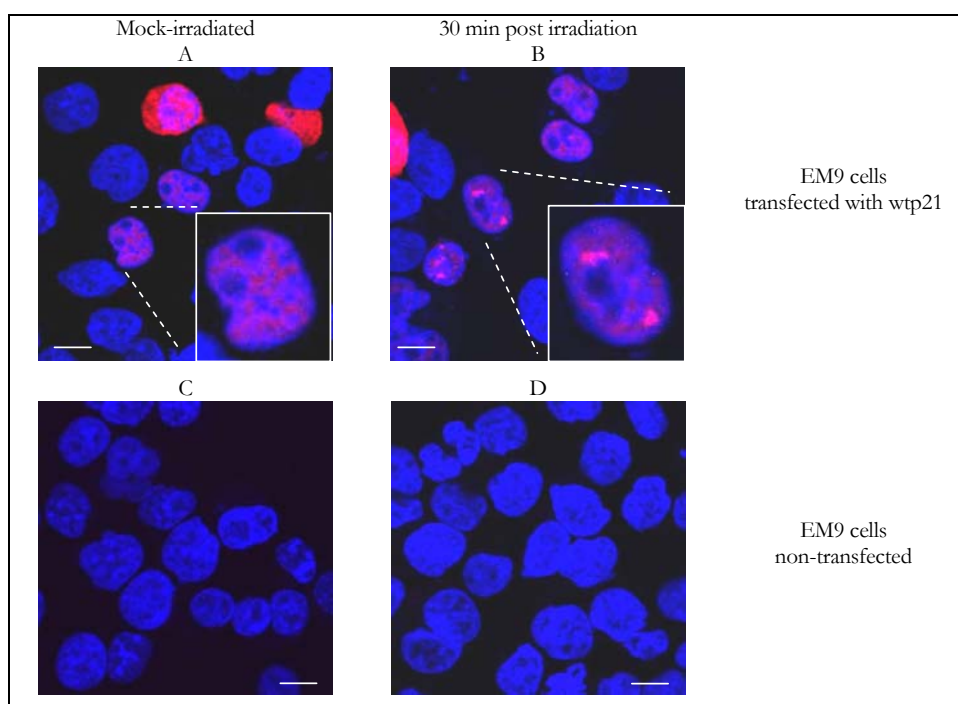 Mock-irradiated
30 min post irradiation
A
B
EM9 cells
transfected with wtp21
C
D
EM9 cells
non-transfected